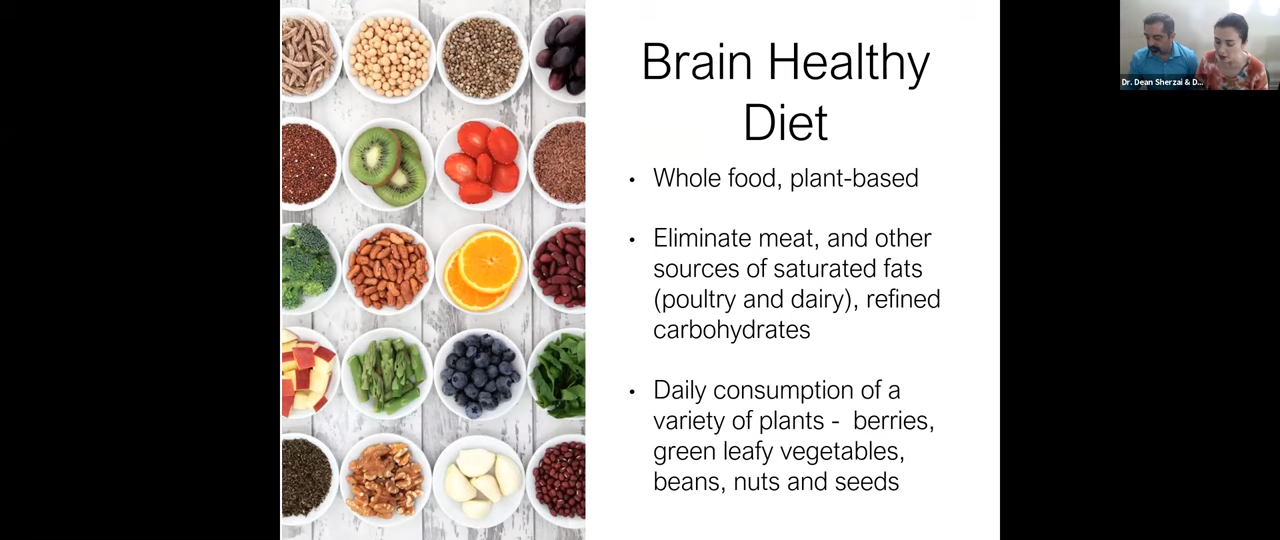 Brain Healthy
Diet
• Whole food, plant-based
• Eliminate meat, and other
sources of saturated fats
(poultry and dairy), refined
carbohydrates
• Daily consumption of a
variety of plants - berries,
green leafy vegetables,
beans, nuts and seeds
Dr. Dean Sherzai & D...